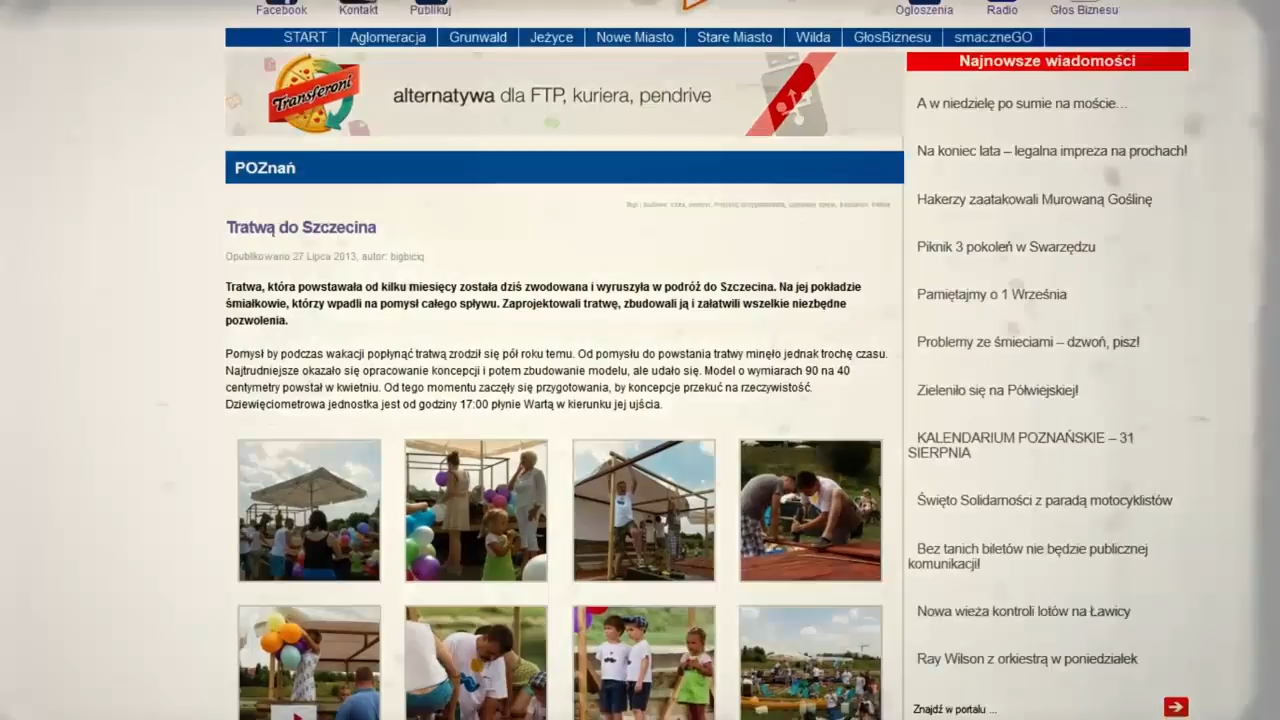 Facebook
Kontakt
Publikuj
Ogłoszenia
Radio
Głos Biznesu
START
Aglomeracja
Grunwald
Jeżyce
Nowe Miasto
Stare Miasto
Wilda
GłosBiznesu
smaczneGO
Transferoni
alternatywa dla FTP, kuriera, pendrive
POZnań
Tratwą do Szczecina
Opublikowano 27 Lipca 2013, autor: bigbiciq
Tratwa, która powstawała od kilku miesięcy została dziś zwodowana i wyruszyła w podróż do Szczecina. Na jej pokładzie
śmiałkowie, którzy wpadli na pomysł całego spływu. Zaprojektowali tratwę, zbudowali ją i załatwili wszelkie niezbędne
pozwolenia.
Pomysł by podczas wakacji popłynąć tratwą zrodził się pół roku temu. Od pomysłu do powstania tratwy minęło jednak trochę czasu.
Najtrudniejsze okazało się opracowanie koncepcji i potem zbudowanie modelu, ale udało się. Model o wymiarach 90 na 40
centymetry powstał w kwietniu. Od tego momentu zaczęły się przygotowania, by koncepcje przekuć na rzeczywistość.
Dziewięciometrowa jednostka jest od godziny 17:00 płynie Wartą w kierunku jej ujścia.
Najnowsze wiadomości
A w niedzielę po sumie na moście...
Na koniec lata – legalna impreza na prochach!
Hakerzy zaatakowali Murowaną Goślinę
Piknik 3 pokoleń w Swarzędzu
Pamiętajmy o 1 Września
Problemy ze śmieciami – dzwoń, pisz!
Zieleniło się na Półwiejskiej!
KALENDARIUM POZNAŃSKIE – 31
SIERPNIA
Święto Solidarności z paradą motocyklistów
Bez tanich biletów nie będzie publicznej
komunikacji!
Nowa wieża kontroli lotów na Ławicy
Ray Wilson z orkiestrą w poniedziałek
Znajdź w portalu ...